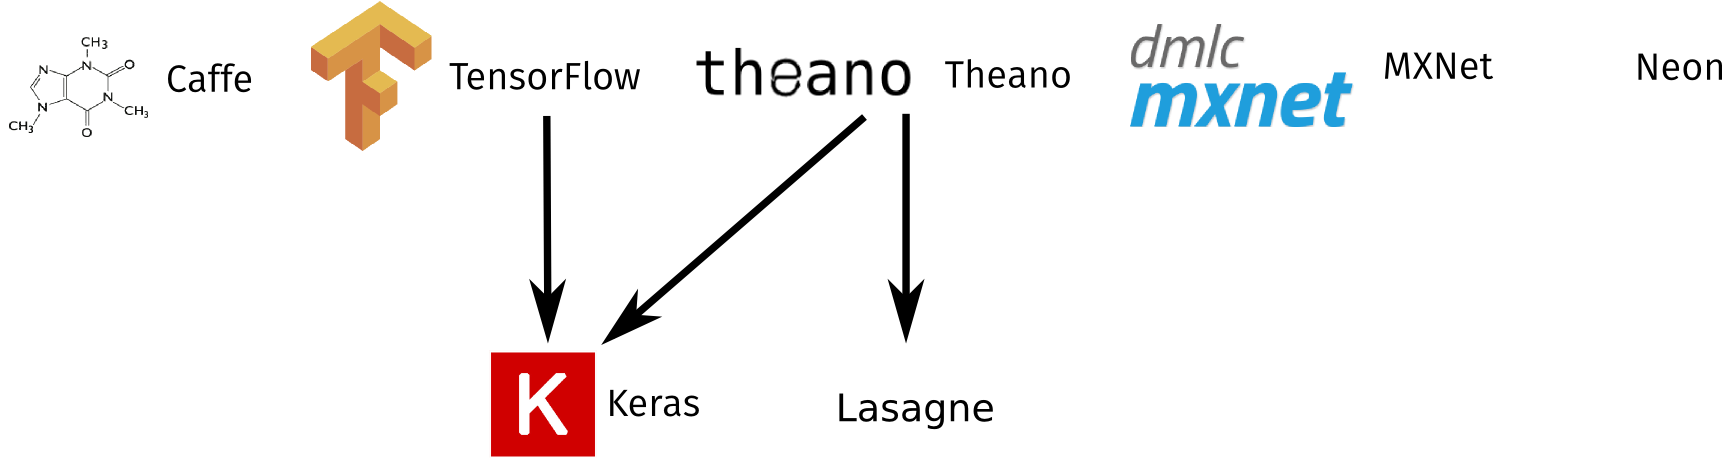 CH3
N
N
O
Caffe
N
N
CH3
CH3
O
TensorFlow
theano
Theano
dmlc
mxnet
MXNet
Neon
K
Keras
Lasagne